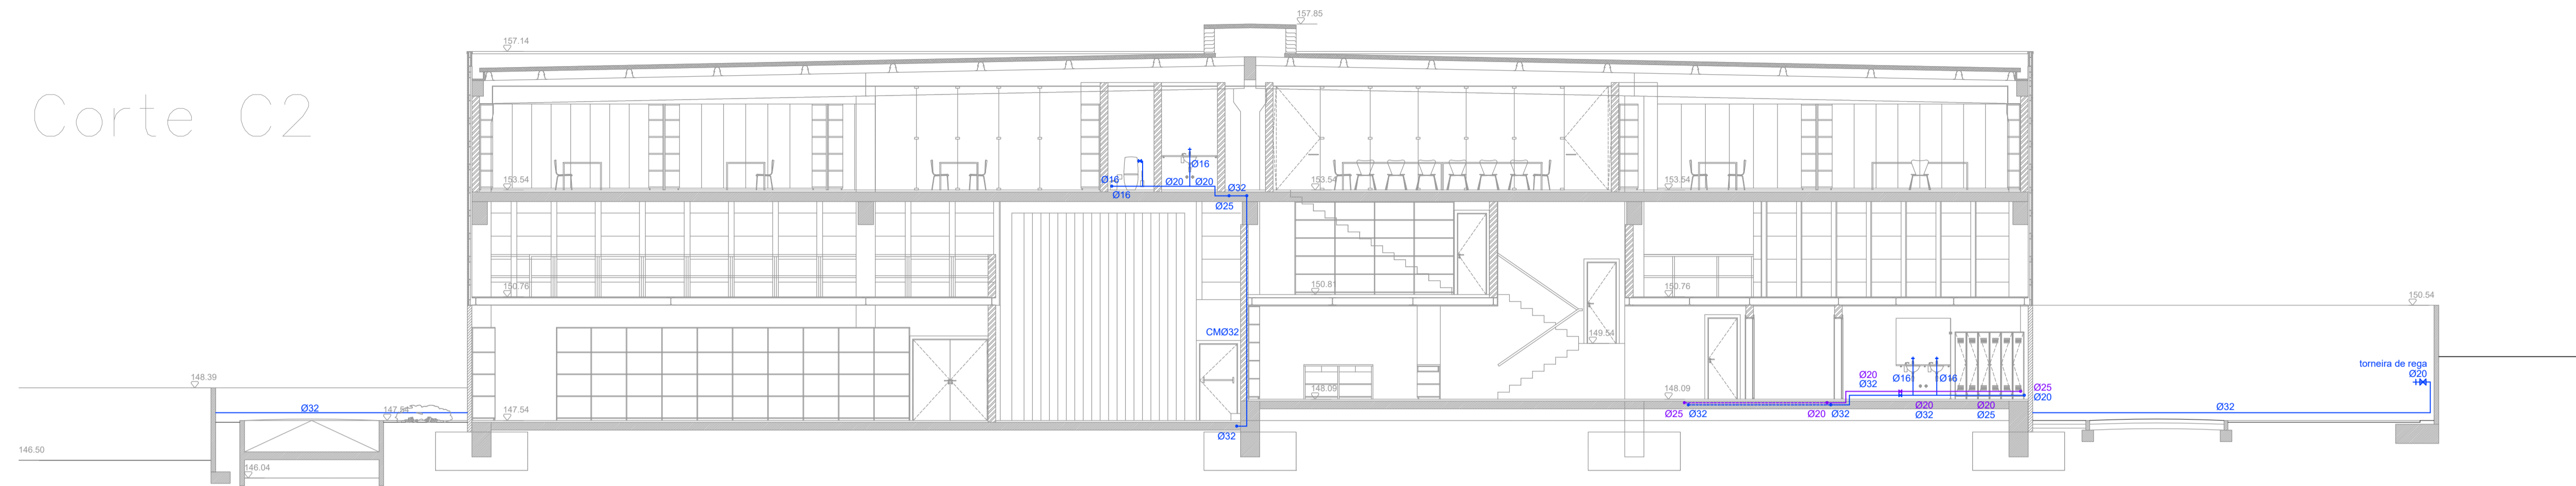 157.85
157.14
Corte C2
Ø16
Ø16 Ø20 Ø20 Ø32
153.54 153.54 153.54
Ø16 Ø25
150.76 150.81 150.76 150.54
CMØ32
149.54
torneira de rega
Ø20
148.39
Ø20
Ø32 Ø16 Ø16
148.09 148.09 Ø25
Ø20
Ø32 147.54 147.54
Ø20 Ø20
Ø25 Ø32 Ø20 Ø32 Ø32 Ø25
Ø32
Ø32
146.50
146.04